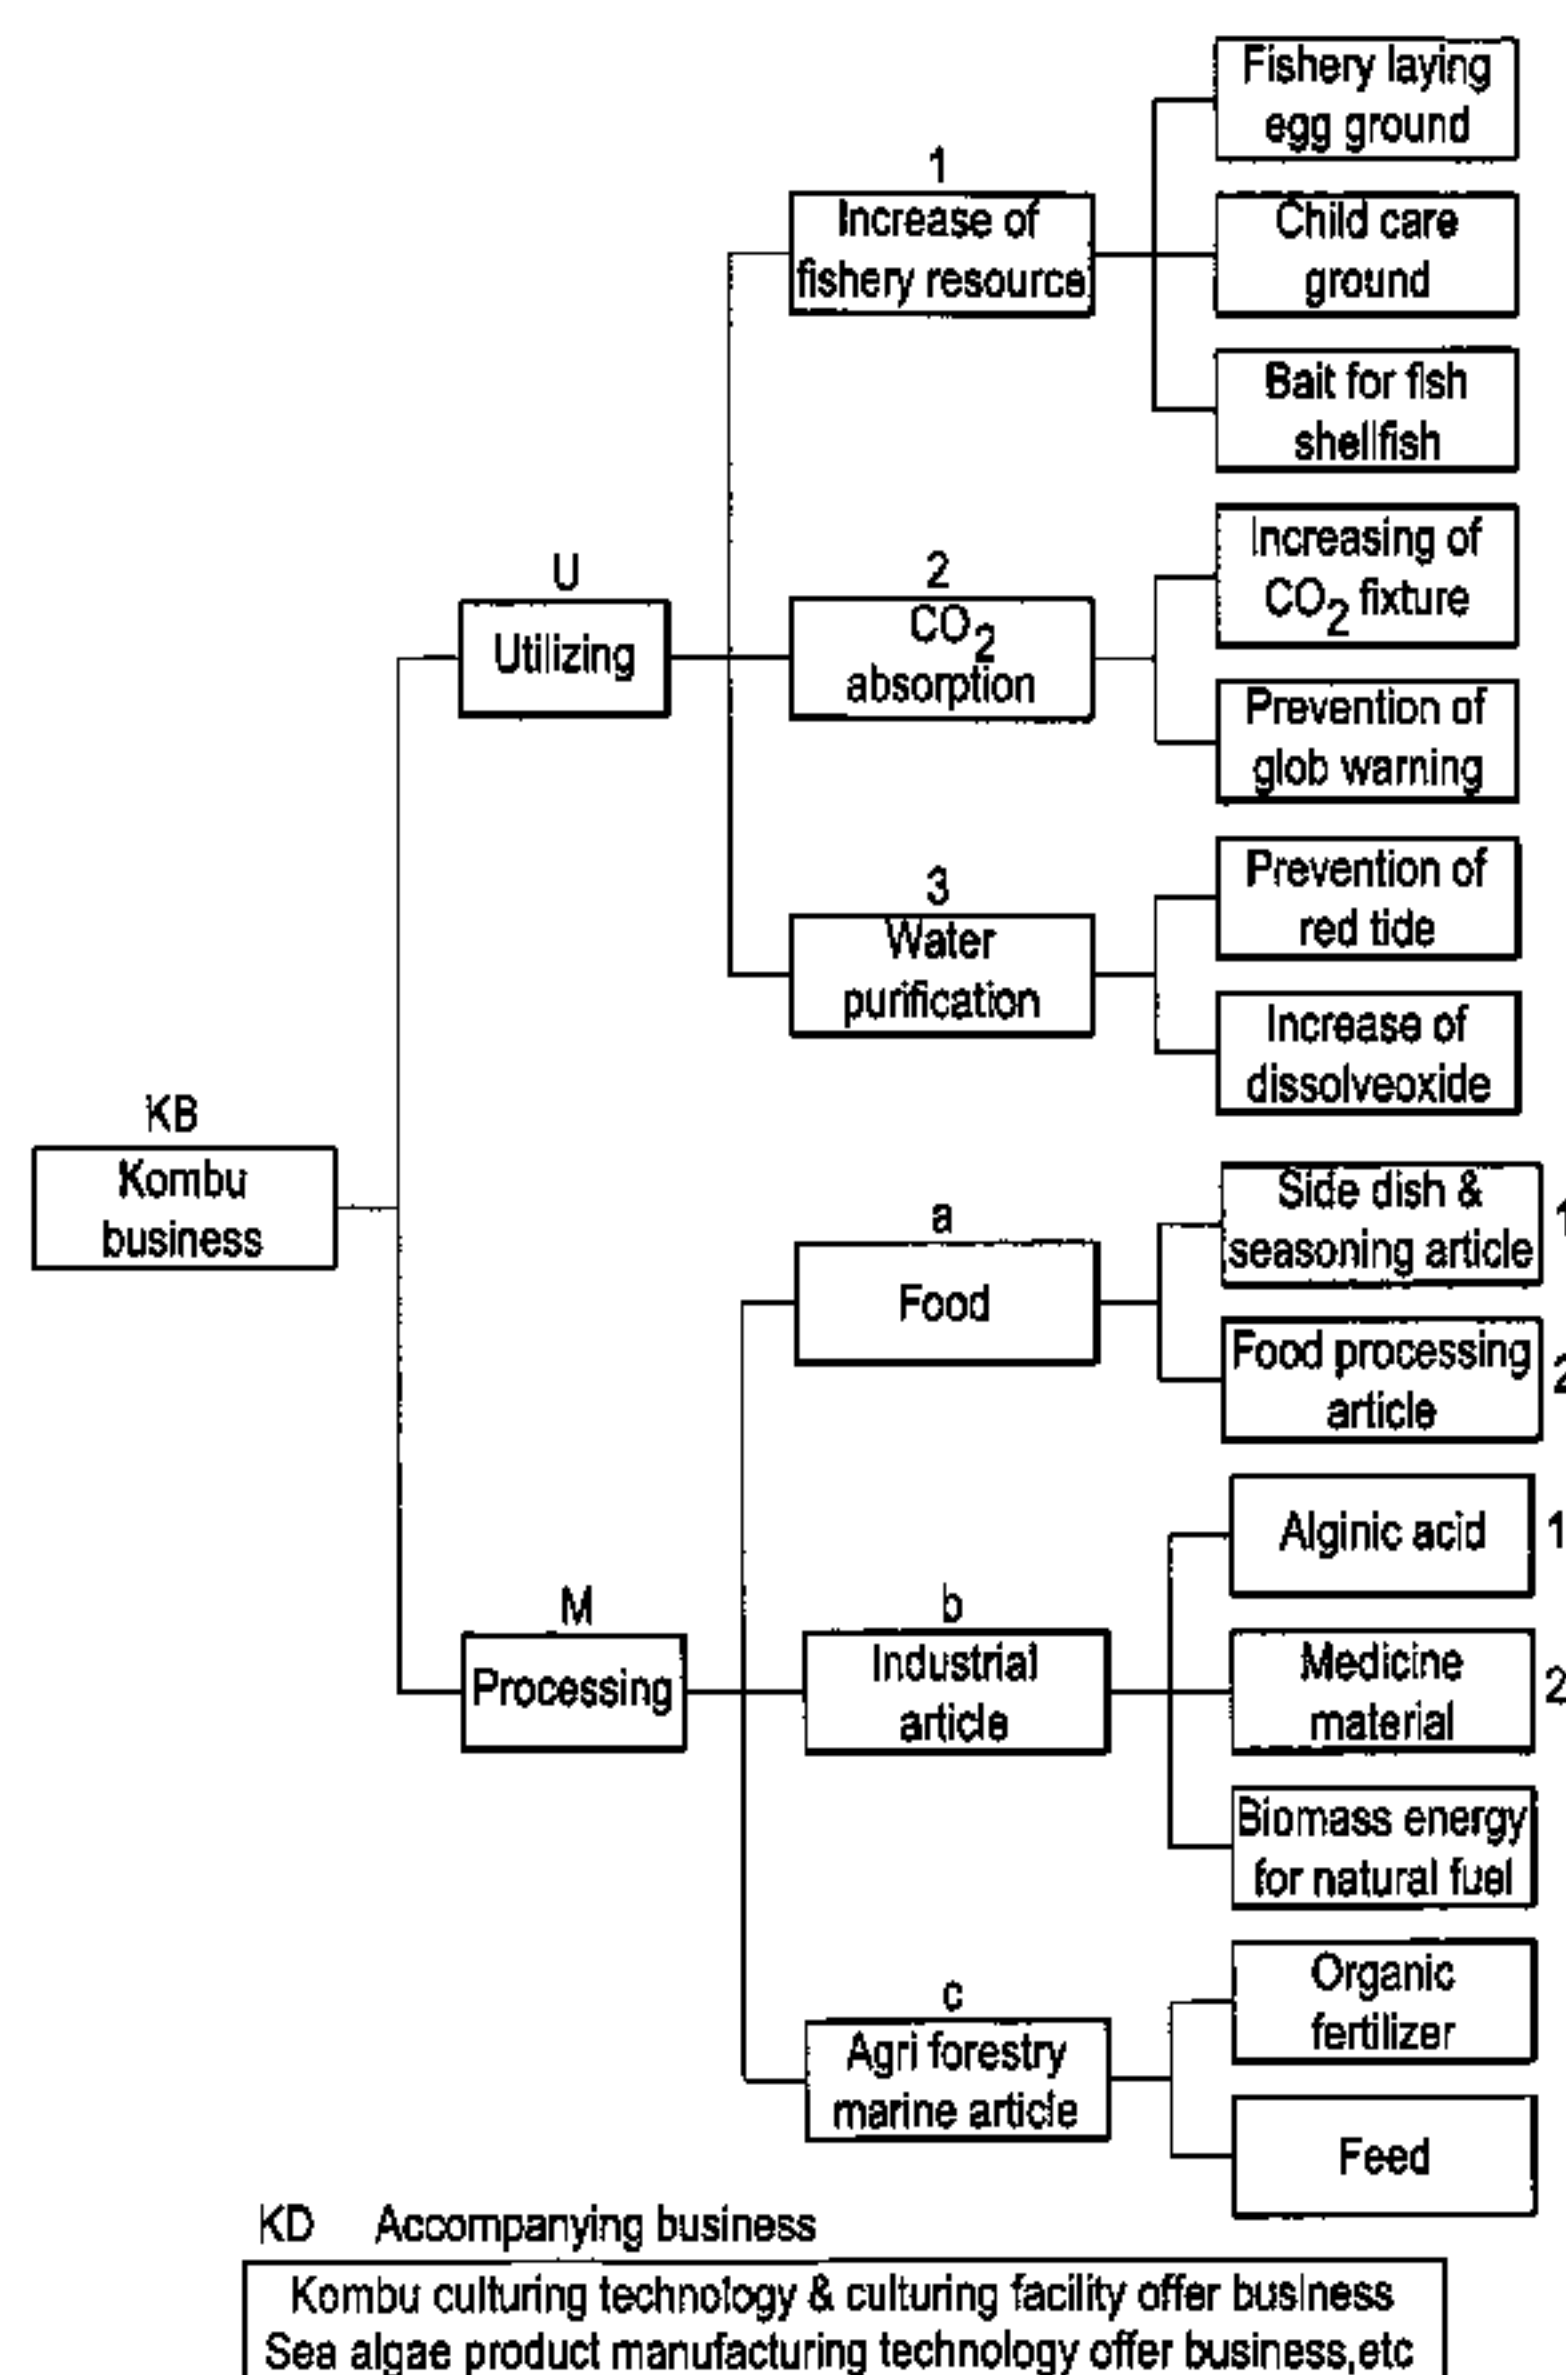 Fishery laying
egg ground
1
Increase of
fishery resource
Child care
ground
Bait for fish
shellfish
U
Utilizing
2
CO2
absorption
Increasing of
CO2 fixture
Prevention of
glob warning
3
Water
purification
Prevention of
red tide
Increase of
dissolveoxide
KB
Kombu
business
a
Food
Side dish &
seasoning article
1
Food processing
article
2
M
Processing
b
Industrial
article
Alginic acid
1
Medicine
material
2
Biomass energy
for natural fuel
c
Agri forestry
marine article
Organic
fertilizer
Feed
KD Accompanying business
Kombu culturing technology & culturing facility offer business
Sea algae product manufacturing technology offer business,etc